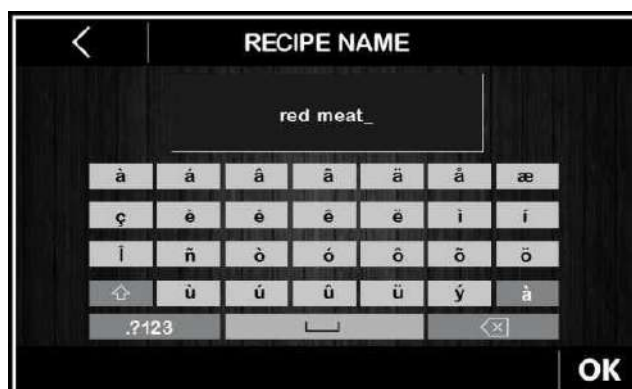 RECIPE NAME
red meat_
à á â ã ä å æ
ç è é ê ë ì í
î ñ ò ó ô õ ö
ù ú û ü ý à
.?123
OK